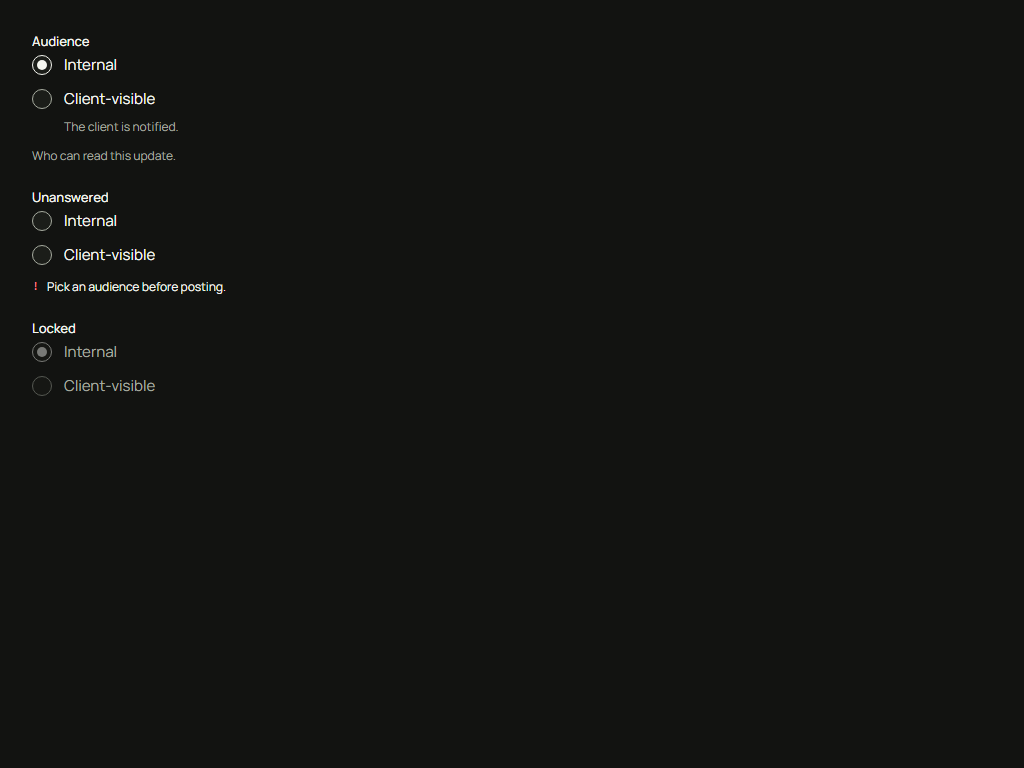 Audience
Internal
Client-visible
The client is notified.
Who can read this update.
Unanswered
Internal
Client-visible
! Pick an audience before posting.
Locked
Internal
Client-visible